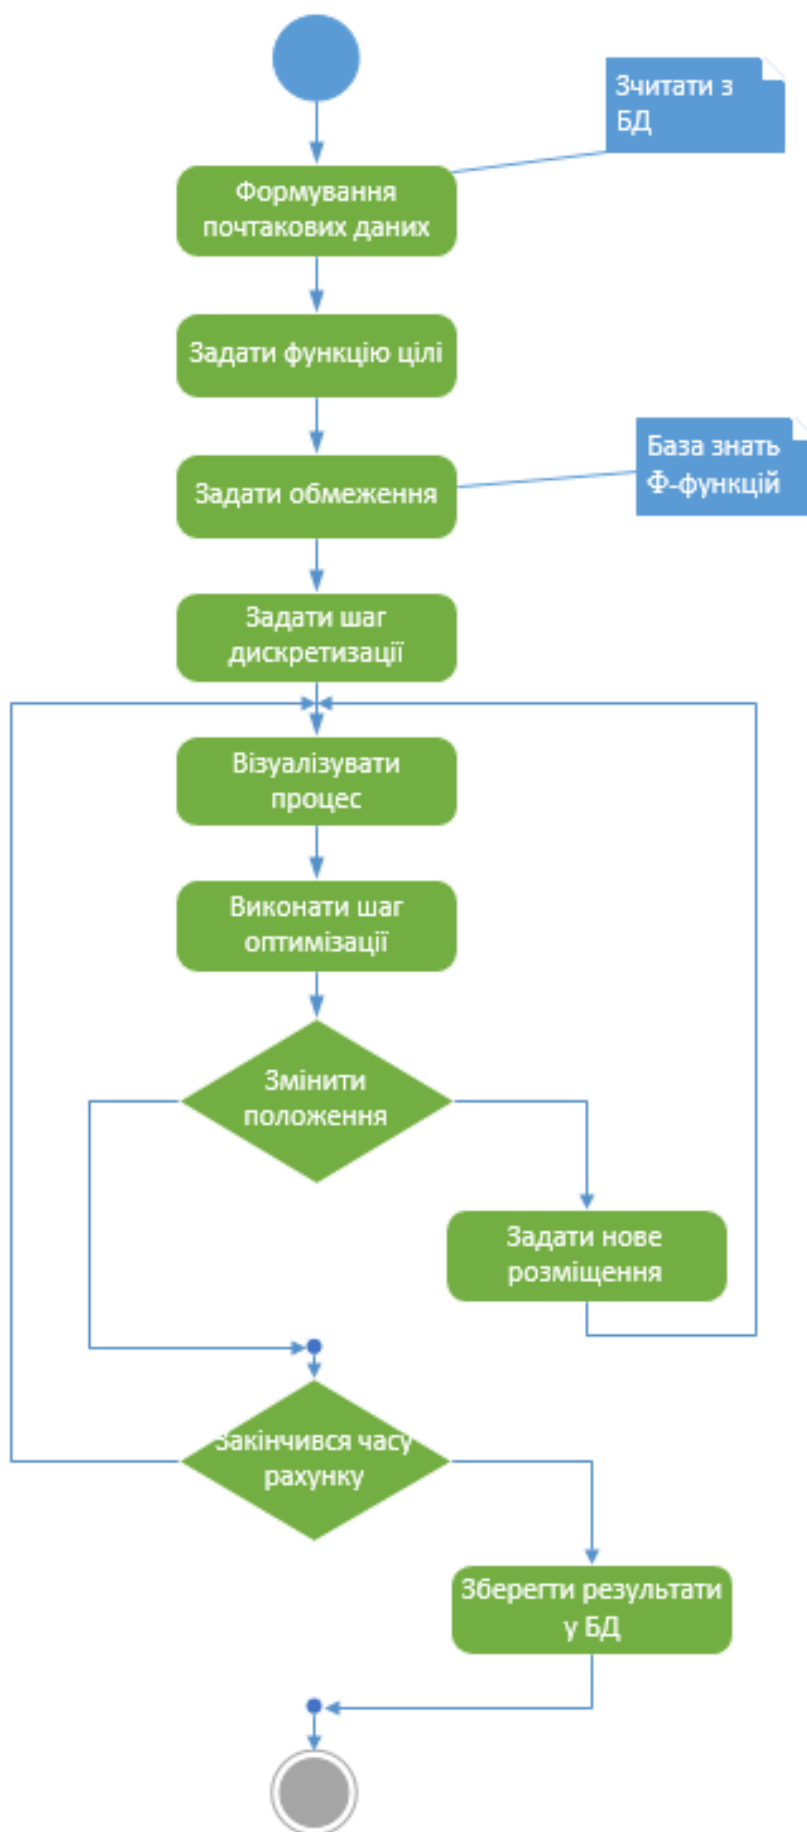 Зчитати з
БД
Формування
почтакових даних
Задати функцію цілі
База знать
Ф-функцій
Задати обмеження
Задати шаг
дискретизації
Візуалізувати
процес
Виконати шаг
оптимізації
Змінити
положення
Задати нове
розміщення
Закінчився часу
рахунку
Зберегти результати
у БД